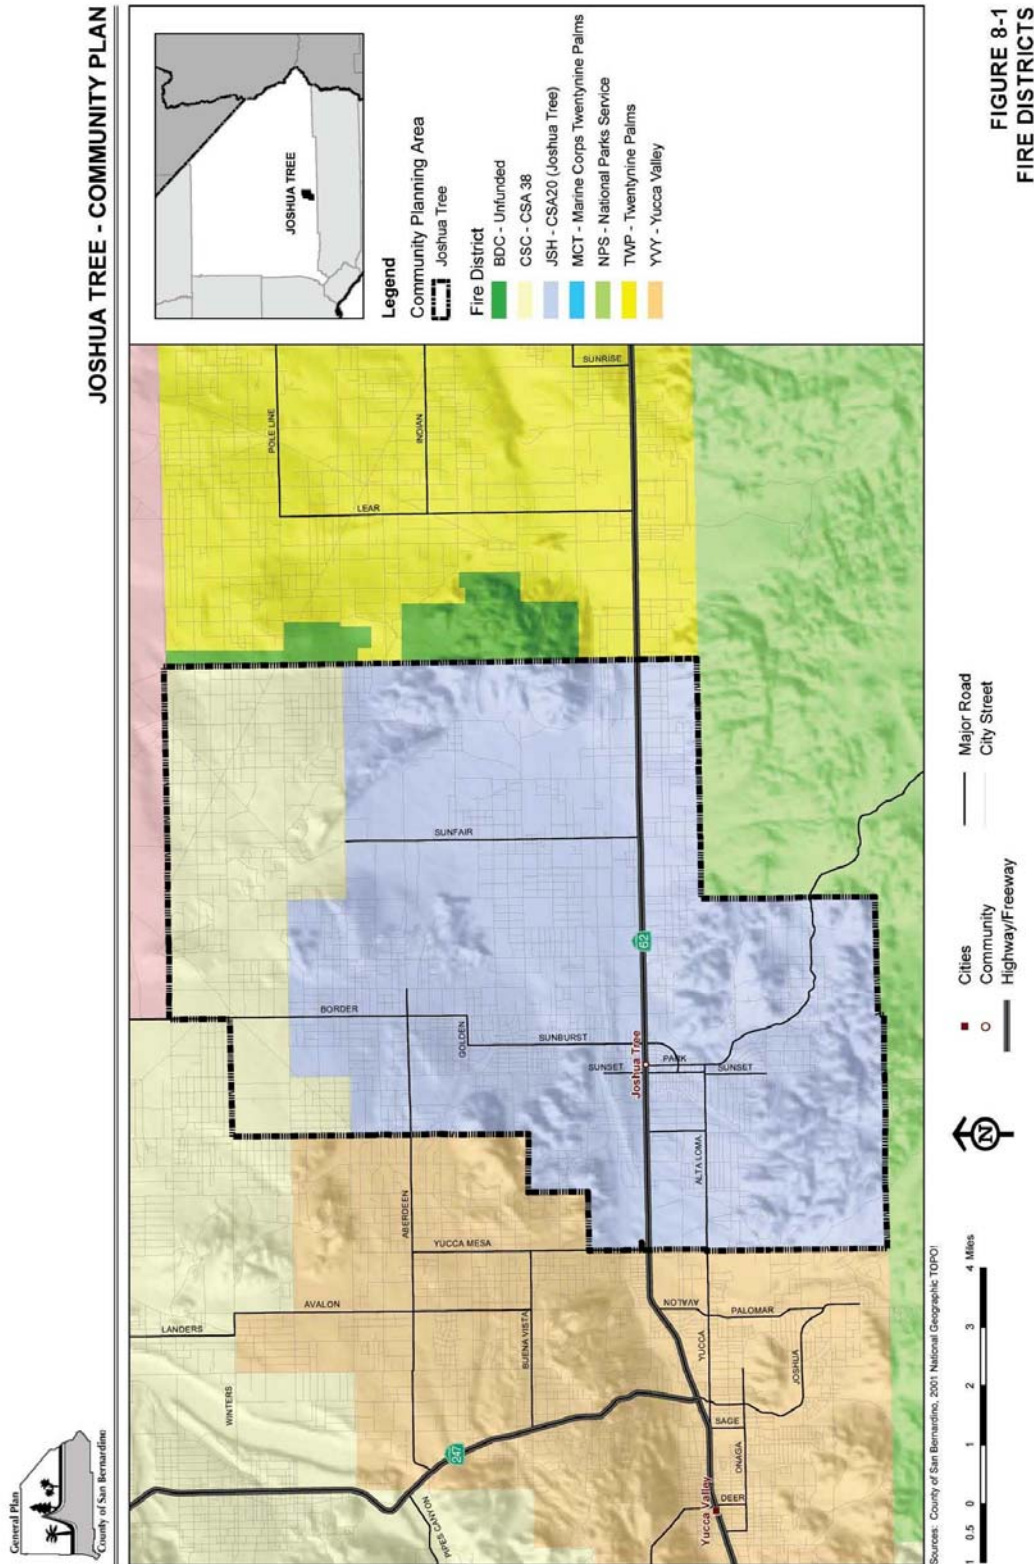 General Plan
County of San Bernardino
JOSHUA TREE - COMMUNITY PLAN
JOSHUA TREE
Legend
Community Planning Area
Joshua Tree
Fire District
BDC - Unfunded
CSC - CSA 38
JSH - CSA20 (Joshua Tree)
MCT - Marine Corps Twentynine Palms
NPS - National Parks Service
TWP - Twentynine Palms
YVY - Yucca Valley
LANDERS
WINTERS
AVALON
BORDER
POLE LINE
INDIAN
LEAR
SUNRISE
ABERDEEN
GOLDEN
SUNFAIR
247
PIPES CANYON
YUCCA MESA
BUENA VISTA
SUNBURST
SUNSET
62
Joshua Tree
PARK
SUNSET
ALTA LOMA
AVALON
PALOMAR
YUCCA
JOSHUA
SAGE
ONAGA
DEER
Yucca Valley
Sources: County of San Bernardino, 2001 National Geographic TOPO!
1 0.5 0 1 2 3 4 Miles
N
Cities
Community
Highway/Freeway
Major Road
City Street
FIGURE 8-1
FIRE DISTRICTS